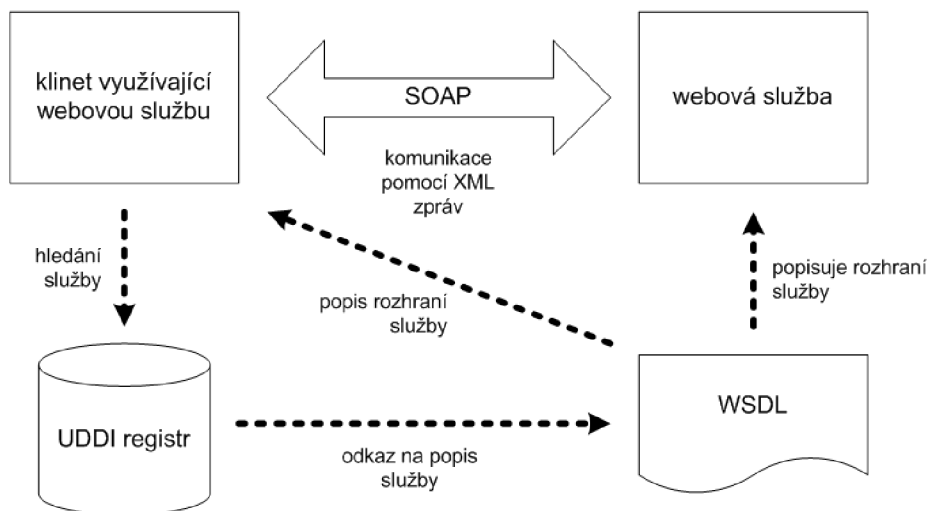 klinet využívající
webovou službu
SOAP
webová služba
komunikace
pomocí XML
zpráv
hledání
služby
popis rozhraní
služby
popisuje rozhraní
služby
UDDI registr
odkaz na popis
služby
WSDL